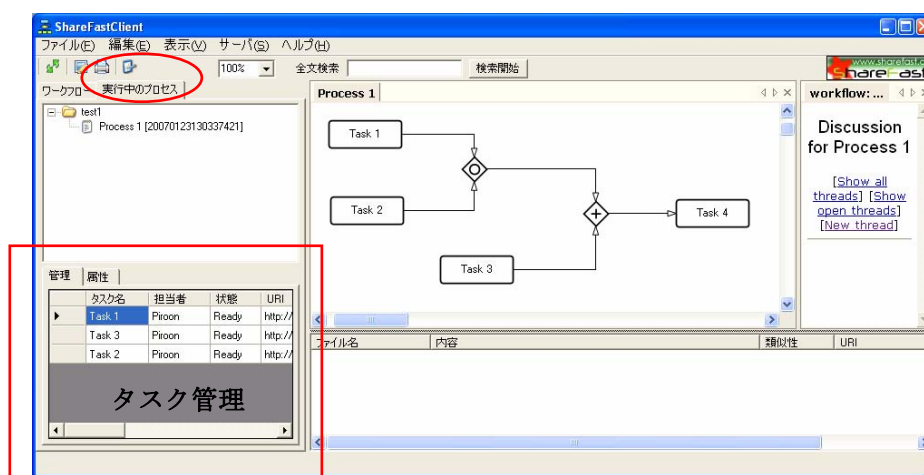 ShareFastClient
ファイル(F) 編集(E) 表示(V) サーバ(S) ヘルプ(H)
100% 全文検索 検索開始
www.sharefast.
ShareFast
ワークフロー 実行中のプロセス
test1
Process 1 [20070123130337421]
Process 1
Task 1
Task 2
Task 3
Task 4
workflow: ...
Discussion
for Process 1
[Show all
threads] [Show
open threads]
[New thread]
管理 属性
タスク名 担当者 状態 URI
Task 1 Piroon Ready http://
Task 3 Piroon Ready http://
Task 2 Piroon Ready http://
タスク管理
ファイル名 内容 類似性 URI